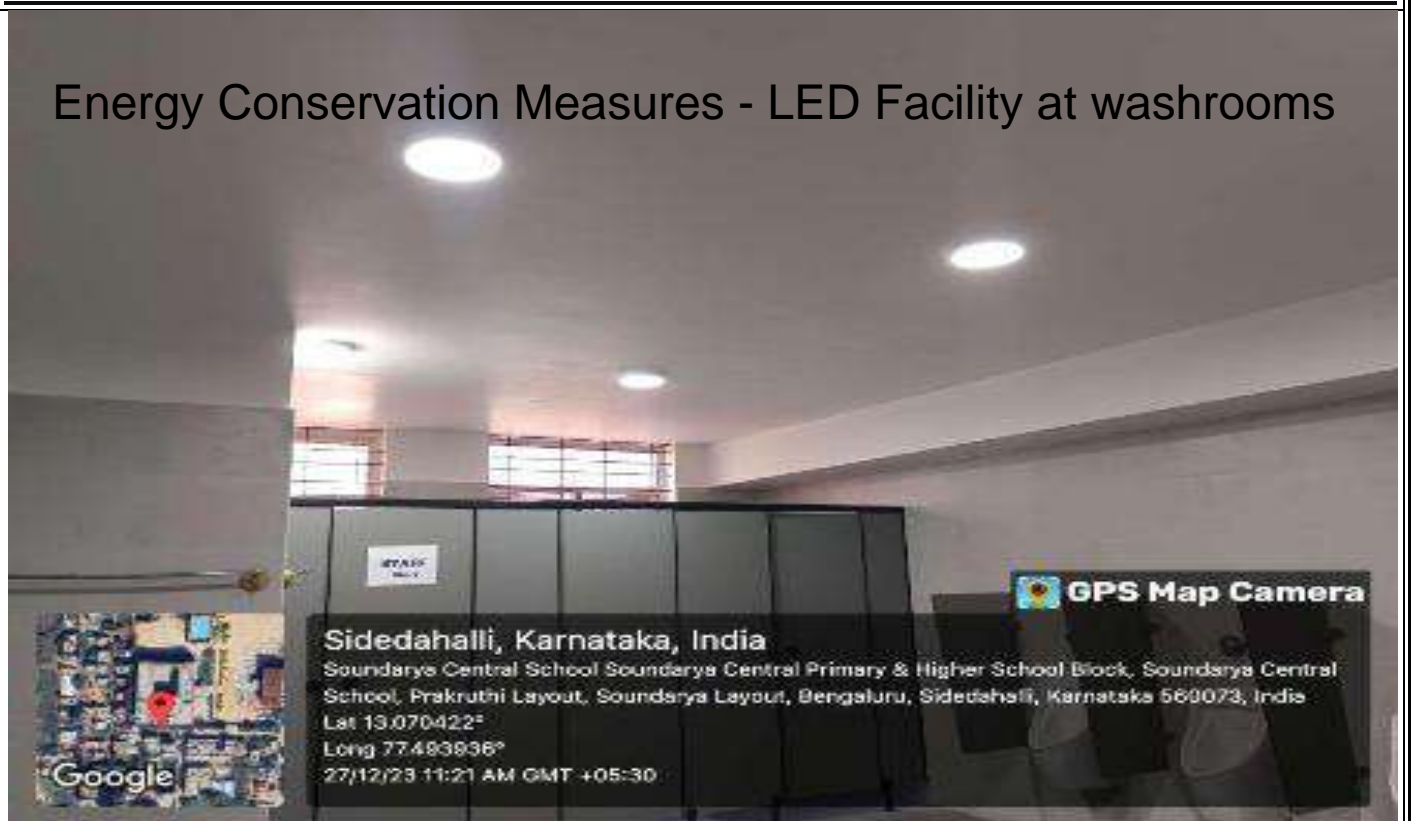 Energy Conservation Measures - LED Facility at washrooms
STAFF
GPS Map Camera
Sidedahalli, Karnataka, India
Soundarya Central School Soundarya Central Primary & Higher School Block, Soundarya Central
School, Prakruthi Layout, Soundarya Layout, Bengaluru, Sidedahalli, Karnataka 560073, India
Lat 13.070422°
Long 77.493936°
27/12/23 11:21 AM GMT +05:30
Google